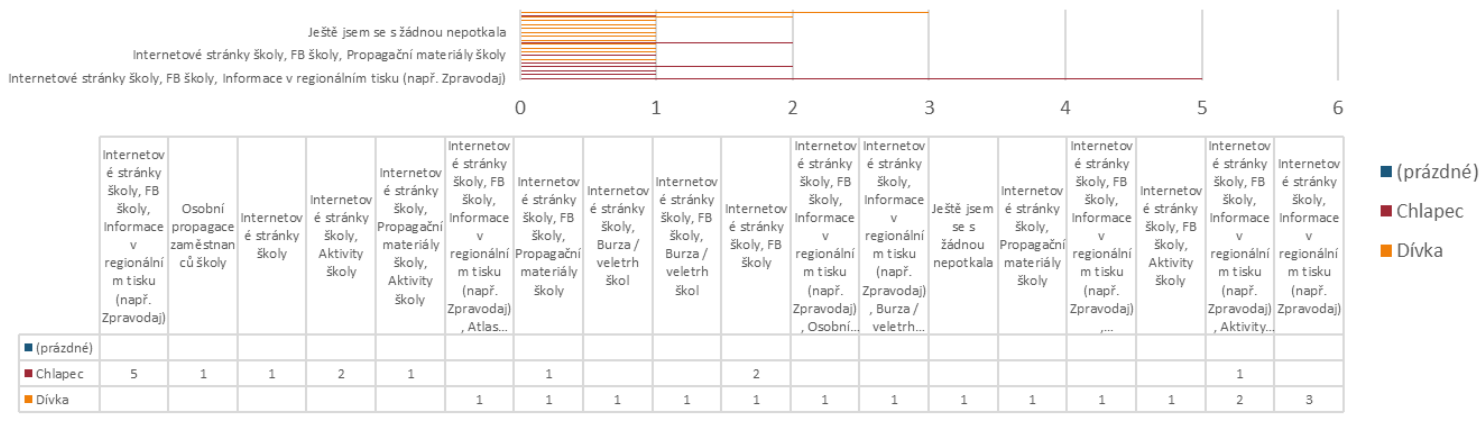 Ještě jsem se s žádnou nepotkala
Internetové stránky školy, FB školy, Propagační materiály školy
Internetové stránky školy, FB školy, Informace v regionálním tisku (např. Zpravodaj)
0 1 2 3 4 5 6
Internetov
é stránky
školy, FB
školy,
Informace
v
regionální
m tisku
(např.
Zpravodaj)
Osobní
propagace
zaměstnan
ců školy
Internetov
é stránky
školy
Internetov
é stránky
školy,
Aktivity
školy
Internetov
é stránky
školy,
Propagační
materiály
školy,
Aktivity
školy
Internetov
é stránky
školy, FB
školy,
Informace
v
regionální
m tisku
(např.
Zpravodaj)
, Atlas...
Internetov
é stránky
školy, FB
školy,
Propagační
materiály
školy
Internetov
é stránky
školy,
Burza /
veletrh
škol
Internetov
é stránky
školy, FB
školy,
Burza /
veletrh
škol
Internetov
é stránky
školy, FB
školy
Internetov
é stránky
školy, FB
školy,
Informace
v
regionální
m tisku
(např.
Zpravodaj)
, Osobní...
Internetov
é stránky
školy,
Informace
v
regionální
m tisku
(např.
Zpravodaj)
, Burza /
veletrh...
Ještě jsem
se s
žádnou
nepotkala
Internetov
é stránky
školy,
Propagační
materiály
školy
Internetov
é stránky
školy, FB
školy,
Informace
v
regionální
m tisku
(např.
Zpravodaj)
,...
Internetov
é stránky
školy, FB
školy,
Aktivity
školy
Internetov
é stránky
školy, FB
školy,
Informace
v
regionální
m tisku
(např.
Zpravodaj)
, Aktivity...
Internetov
é stránky
školy,
Informace
v
regionální
m tisku
(např.
Zpravodaj)
(prázdné)
Chlapec 5 1 1 2 1 1 2 1
Dívka 1 1 1 1 1 1 1 1 1 1 1 2 3
(prázdné)
Chlapec
Dívka